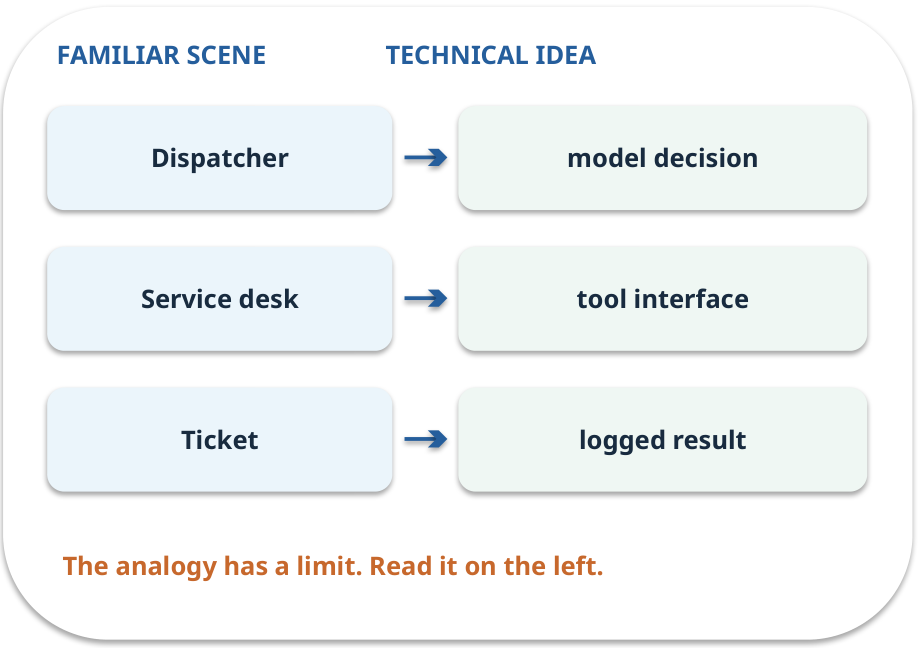 FAMILIAR SCENE
TECHNICAL IDEA
Dispatcher
model decision
Service desk
tool interface
Ticket
logged result
The analogy has a limit. Read it on the left.